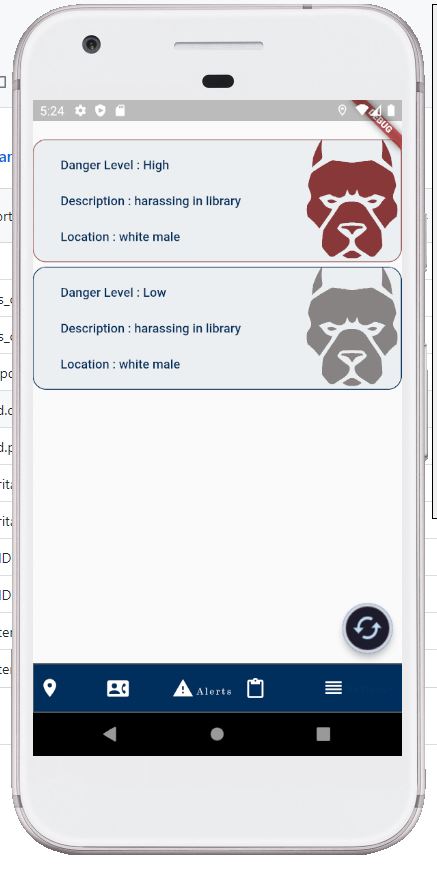 5:24
DEBUG
Danger Level : High
Description : harassing in library
Location : white male
Danger Level : Low
Description : harassing in library
Location : white male
Alerts